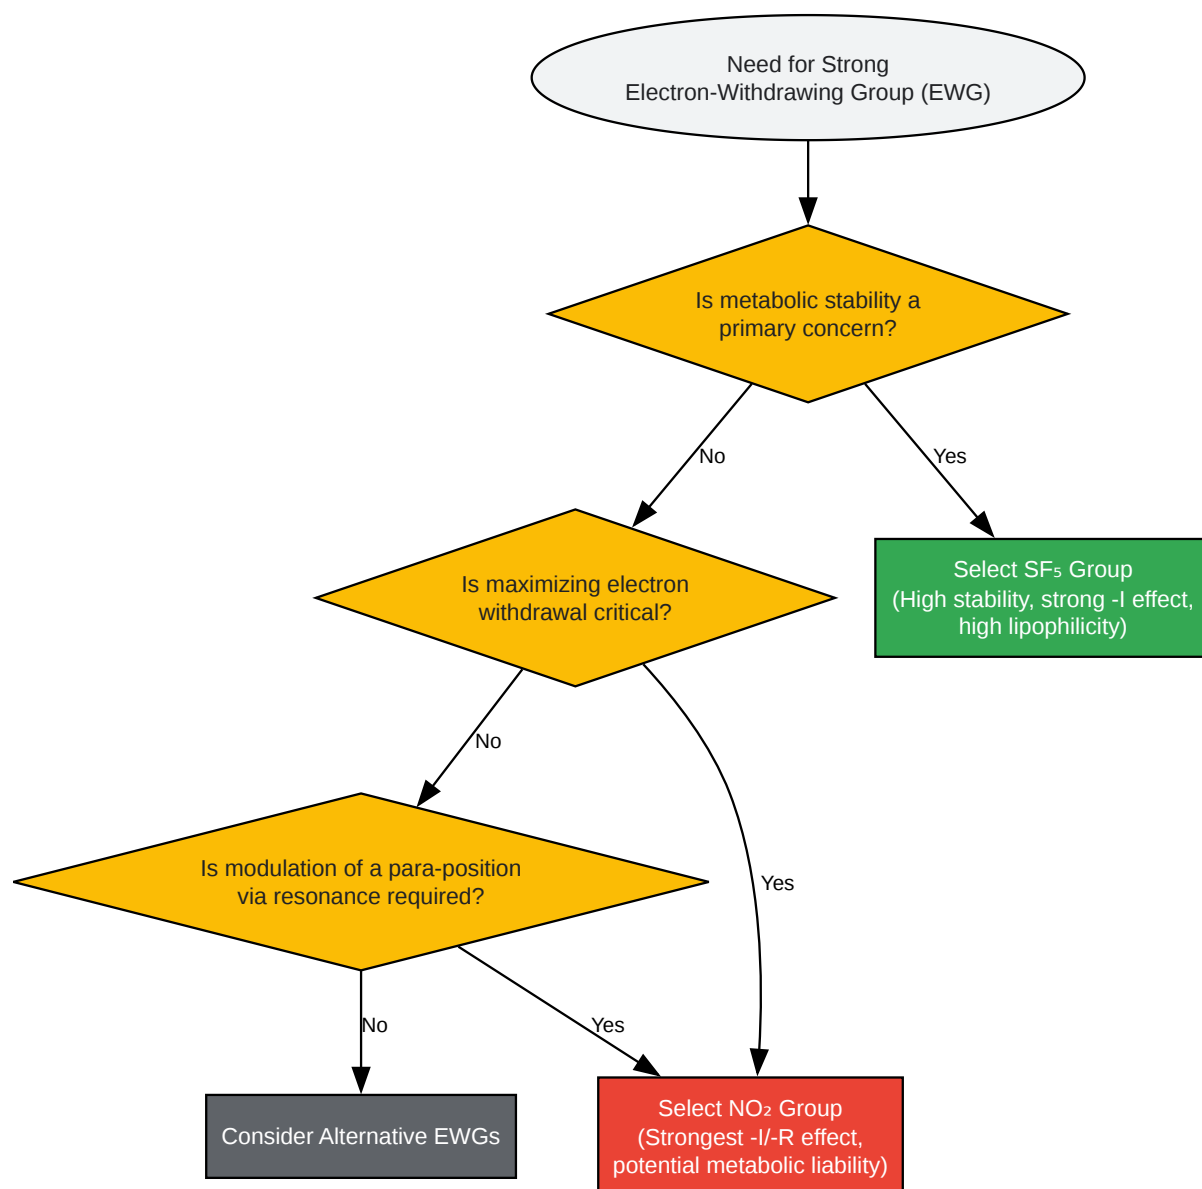 Need for Strong
Electron-Withdrawing Group (EWG)
Is metabolic stability a
primary concern?
No
Yes
Is maximizing electron
withdrawal critical?
Select SF₅ Group
(High stability, strong -I effect,
high lipophilicity)
No
Yes
Is modulation of a para-position
via resonance required?
No
Yes
Consider Alternative EWGs
Select NO₂ Group
(Strongest -I/-R effect,
potential metabolic liability)